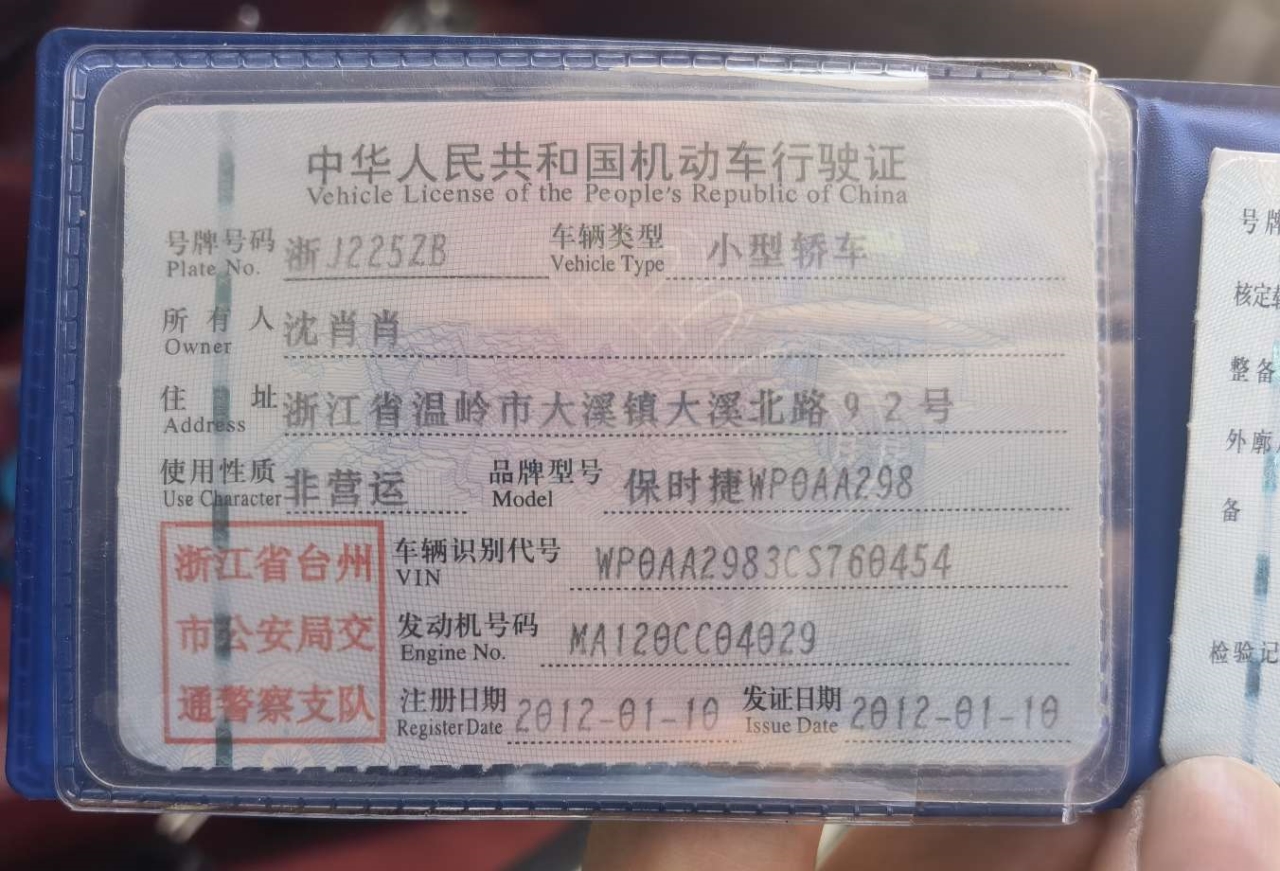 中华人民共和国机动车行驶证
Vehicle License of the People's Republic of China
号牌号码 浙J225ZB 车辆类型 小型轿车
Plate No. Vehicle Type
所有人 沈肖肖
Owner
住址 浙江省温岭市大溪镇大溪北路92号
Address
使用性质 非营运 品牌型号 保时捷WP0AA298
Use Character Model
车辆识别代号 WP0AA2983CS760454
VIN
发动机号码 MA120CC04029
Engine No.
注册日期 2012-01-10 发证日期 2012-01-10
Register Date Issue Date
浙江省台州
市公安局交
通警察支队
号牌
核定载
整备
外廓
备
检验记